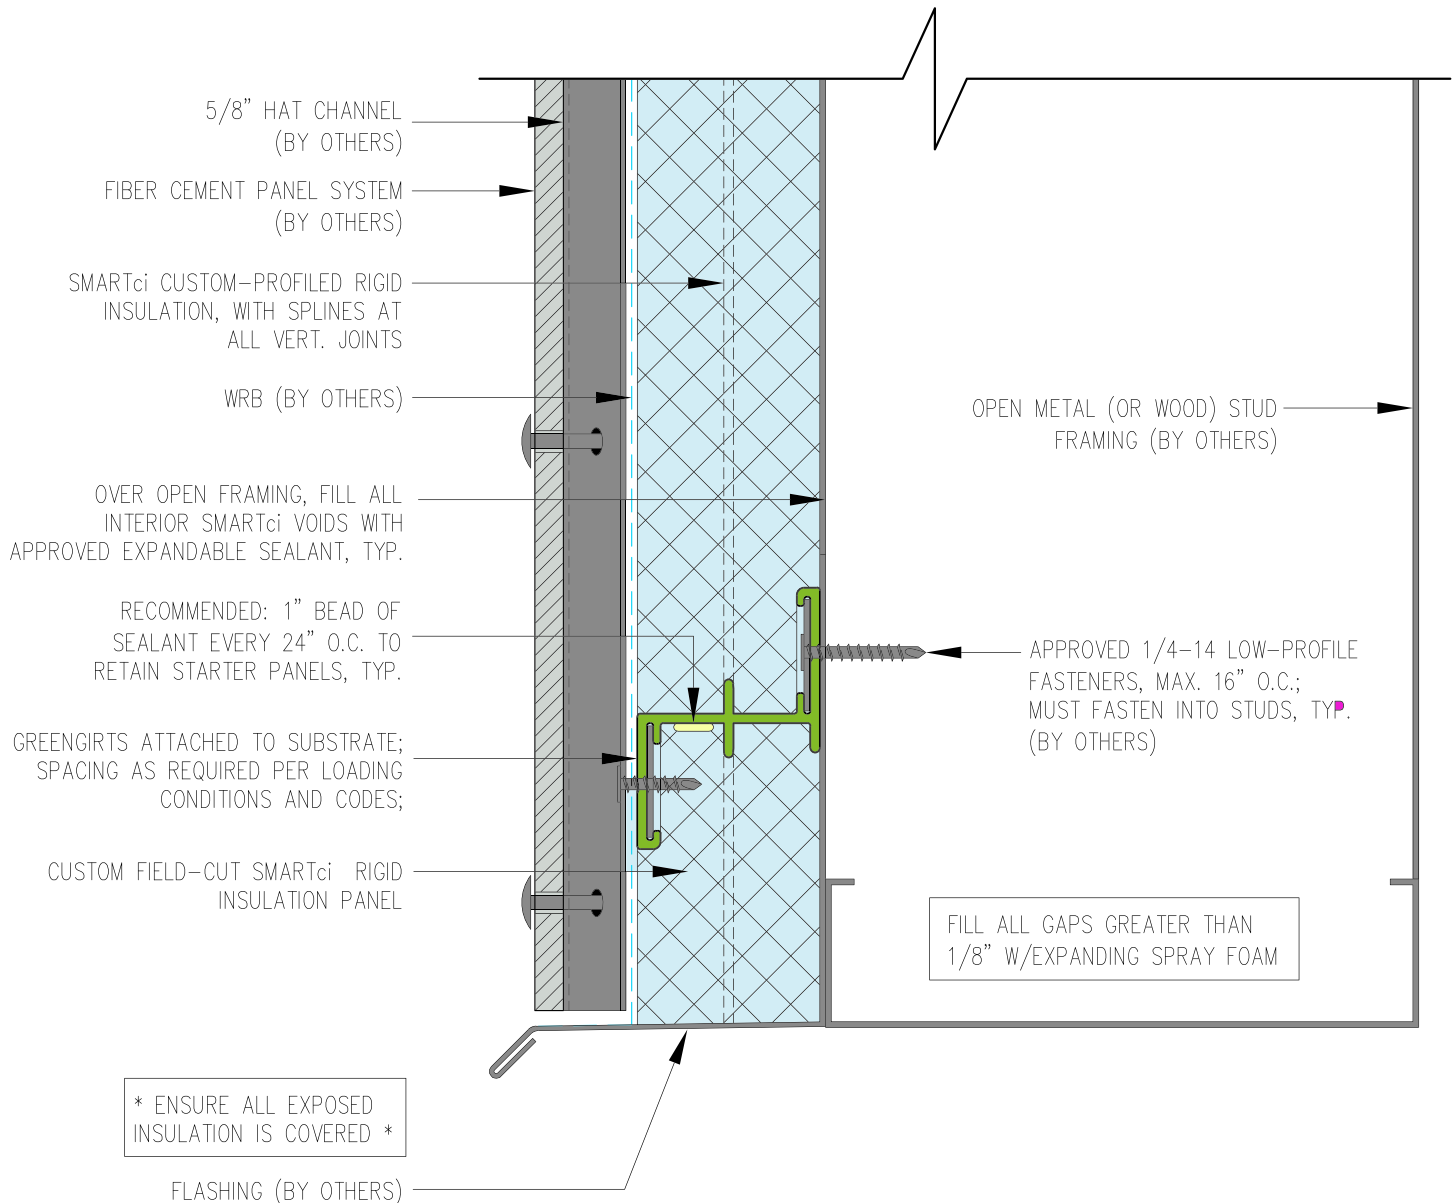 5/8" HAT CHANNEL
(BY OTHERS)
FIBER CEMENT PANEL SYSTEM
(BY OTHERS)
SMARTci CUSTOM-PROFILED RIGID
INSULATION, WITH SPLINES AT
ALL VERT. JOINTS
WRB (BY OTHERS)
OVER OPEN FRAMING, FILL ALL
INTERIOR SMARTci VOIDS WITH
APPROVED EXPANDABLE SEALANT, TYP.
RECOMMENDED: 1" BEAD OF
SEALANT EVERY 24" O.C. TO
RETAIN STARTER PANELS, TYP.
GREENGIRTS ATTACHED TO SUBSTRATE;
SPACING AS REQUIRED PER LOADING
CONDITIONS AND CODES;
CUSTOM FIELD-CUT SMARTci RIGID
INSULATION PANEL
* ENSURE ALL EXPOSED
INSULATION IS COVERED *
FLASHING (BY OTHERS)
OPEN METAL (OR WOOD) STUD
FRAMING (BY OTHERS)
APPROVED 1/4-14 LOW-PROFILE
FASTENERS, MAX. 16" O.C.;
MUST FASTEN INTO STUDS, TYP.
(BY OTHERS)
FILL ALL GAPS GREATER THAN
1/8" W/EXPANDING SPRAY FOAM